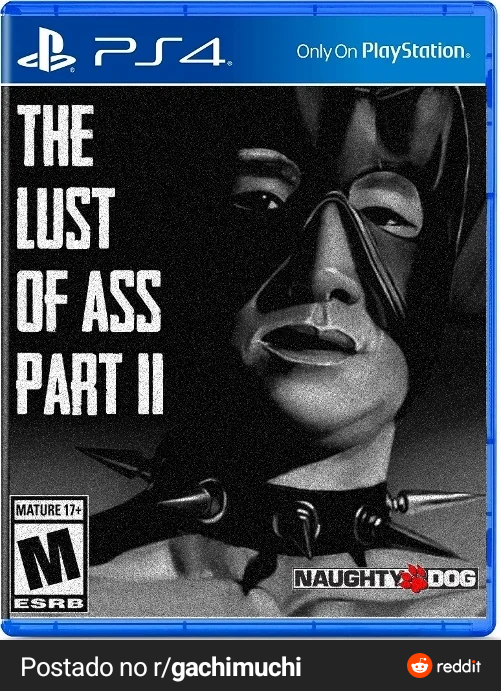 PS4
Only On PlayStation.
THE
LUST
OF ASS
PART II
MATURE 17+
M
ESRB
NAUGHTY DOG
Postado no r/gachimuchi
reddit